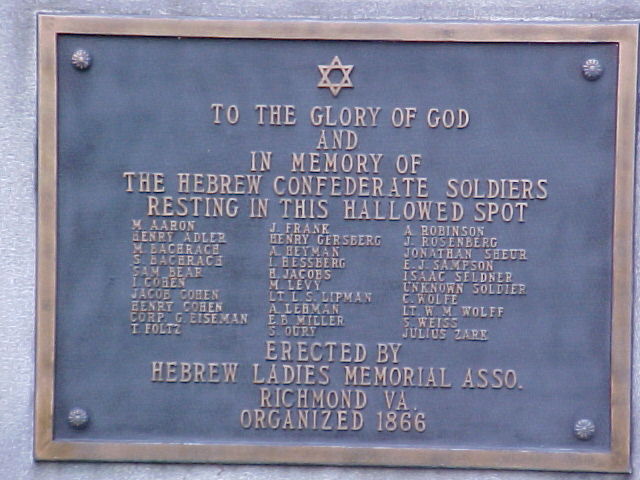 TO THE GLORY OF GOD
AND
IN MEMORY OF
THE HEBREW CONFEDERATE SOLDIERS
RESTING IN THIS HALLOWED SPOT
M. AARON
HENRY ADLER
M. BACHRACH
S. BACHRACH
SAM BEAR
I. COHEN
JACOB COHEN
HENRY COHEN
CORP. G. EISEMAN
T. FOLTZ
J. FRANK
HENRY GERSBERG
A. HEYMAN
I. HESSBERG
H. JACOBS
M. LEVY
LT. I. S. LIPMAN
A. LEHMAN
E. B. MILLER
S. OURY
A. ROBINSON
J. ROSENBERG
JONATHAN SHEUR
E. J. SAMPSON
ISAAC SELDNER
UNKNOWN SOLDIER
C. WOLFE
LT. W. M. WOLFF
S. WEISS
JULIUS ZARK
ERECTED BY
HEBREW LADIES MEMORIAL ASSO.
RICHMOND VA.
ORGANIZED 1866